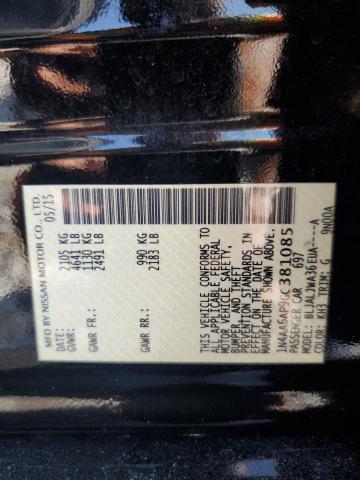 MFD BY NISSAN MOTOR CO., LTD. 05/15
GVWR: 2105 KG
4641 LB
GAWR FR.: 1130 KG
2491 LB
GAWR RR.: 990 KG
2183 LB
THIS VEHICLE CONFORMS TO
ALL APPLICABLE FEDERAL
MOTOR VEHICLE SAFETY,
BUMPER, AND THEFT
PREVENTION STANDARDS IN
EFFECT ON THE DATE OF
MANUFACTURE SHOWN ABOVE.
381085
PASSENGER CAR 697
MODEL: A
COLOR: KH3 TRIM: G 9N00A